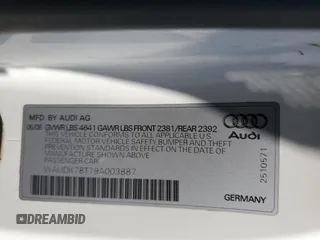 MFD. BY AUDI AG
06/08 GVWR LBS 4641 GAWR LBS FRONT 2381/REAR 2392
THIS VEHICLE CONFORMS TO ALL APPLICABLE U.S.
FEDERAL MOTOR VEHICLE SAFETY BUMPER AND THEFT
PREVENTION STANDARDS IN EFFECT ON THE DATE OF
MANUFACTURE SHOWN ABOVE
PASSENGER CAR
Audi
2510571
GERMANY
DREAMBID